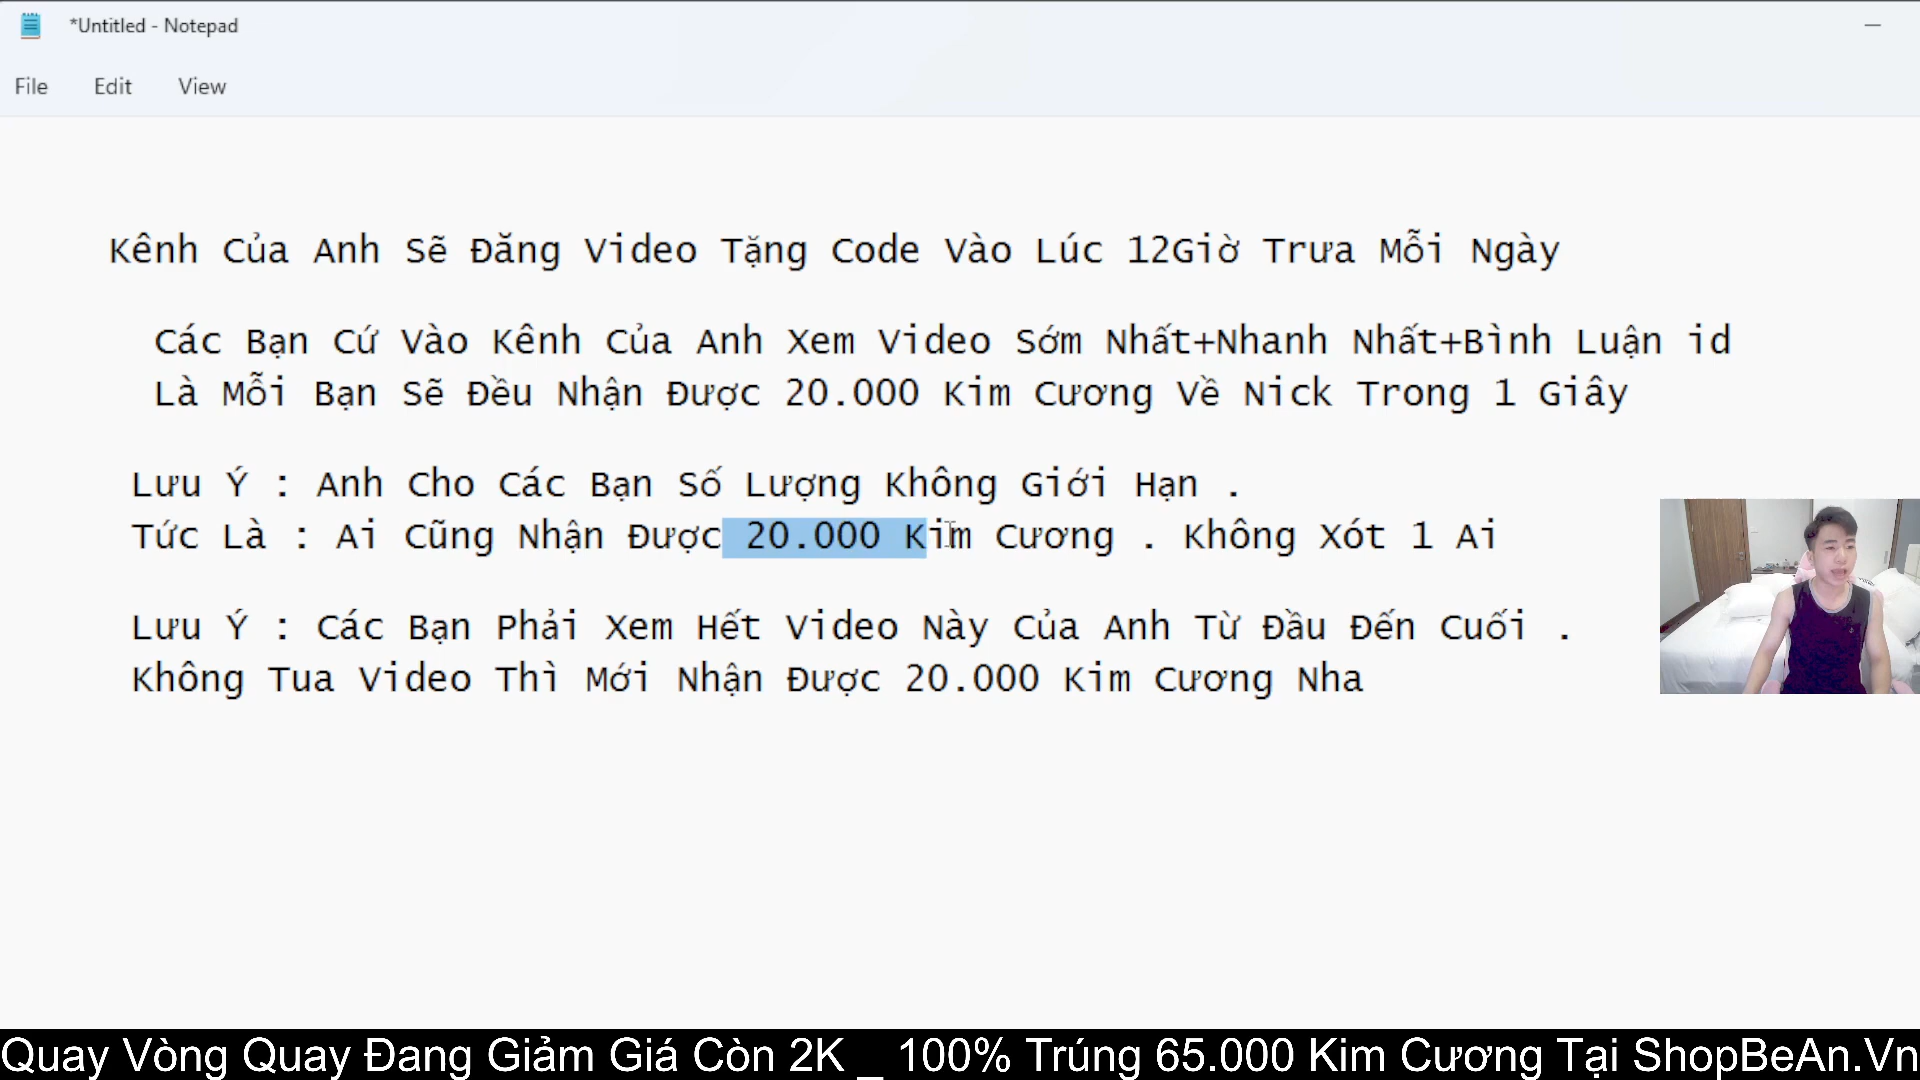 *Untitled - Notepad
File Edit View
Kênh Của Anh Sẽ Đăng Video Tặng Code Vào Lúc 12Giờ Trưa Mỗi Ngày
Các Bạn Cứ Vào Kênh Của Anh Xem Video Sớm Nhất+Nhanh Nhất+Bình Luận id
Là Mỗi Bạn Sẽ Đều Nhận Được 20.000 Kim Cương Về Nick Trong 1 Giây
Lưu Ý : Anh Cho Các Bạn Số Lượng Không Giới Hạn .
Tức Là : Ai Cũng Nhận Được 20.000 Kim Cương . Không Xót 1 Ai
Lưu Ý : Các Bạn Phải Xem Hết Video Này Của Anh Từ Đầu Đến Cuối .
Không Tua Video Thì Mới Nhận Được 20.000 Kim Cương Nha
Quay Vòng Quay Đang Giảm Giá Còn 2K _ 100% Trúng 65.000 Kim Cương Tại ShopBeAn.Vn